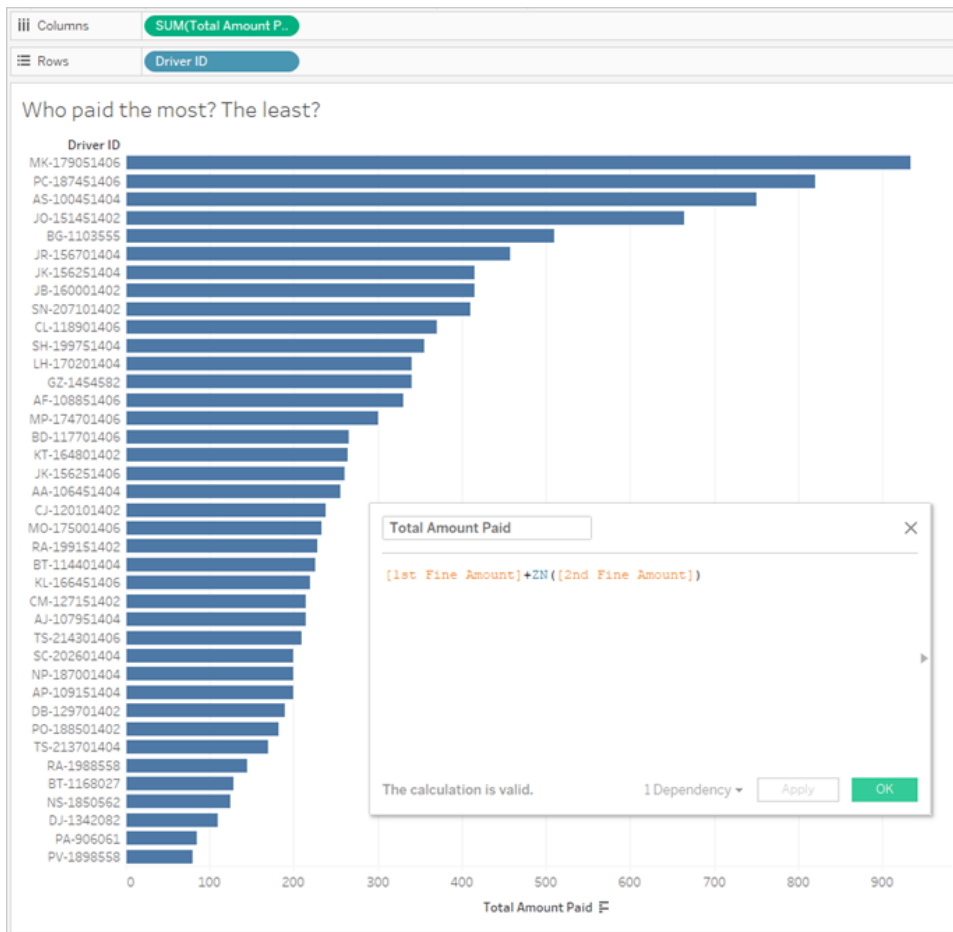 Columns
SUM(Total Amount P..
Rows
Driver ID
Who paid the most? The least?
Driver ID
MK-179051406
PC-187451406
AS-100451404
JO-151451402
BG-1103555
JR-156701404
JK-156251404
JB-160001402
SN-207101402
CL-118901406
SH-199751404
LH-170201404
GZ-1454582
AF-108851406
MP-174701406
BD-117701406
KT-164801402
JK-156251406
AA-106451404
CJ-120101402
MO-175001406
RA-199151402
BT-114401404
KL-166451406
CM-127151402
AJ-107951404
TS-214301406
SC-202601404
NP-187001404
AP-109151404
DB-129701402
PO-188501402
TS-213701404
RA-1988558
BT-1168027
NS-1850562
DJ-1342082
PA-906061
PV-1898558
0 100 200 300 400 500 600 700 800 900
Total Amount Paid
Total Amount Paid
[1st Fine Amount]+ZN([2nd Fine Amount])
The calculation is valid.
1 Dependency
Apply
OK